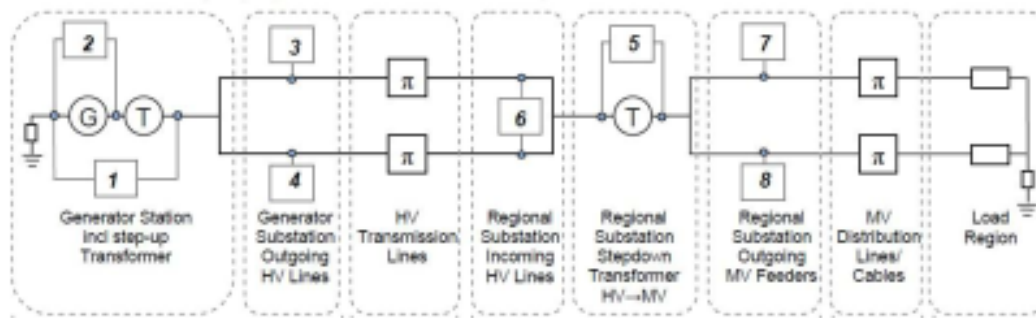 2
3
5
7
G
T
π
π
6
T
π
π
1
4
8
Generator Station
incl step-up
Transformer
Generator
Substation
Outgoing
HV Lines
HV
Transmission
Lines
Regional
Substation
Incoming
HV Lines
Regional
Substation
Stepdown
Transformer
HV→MV
Regional
Substation
Outgoing
MV Feeders
MV
Distribution
Lines/
Cables
Load
Region